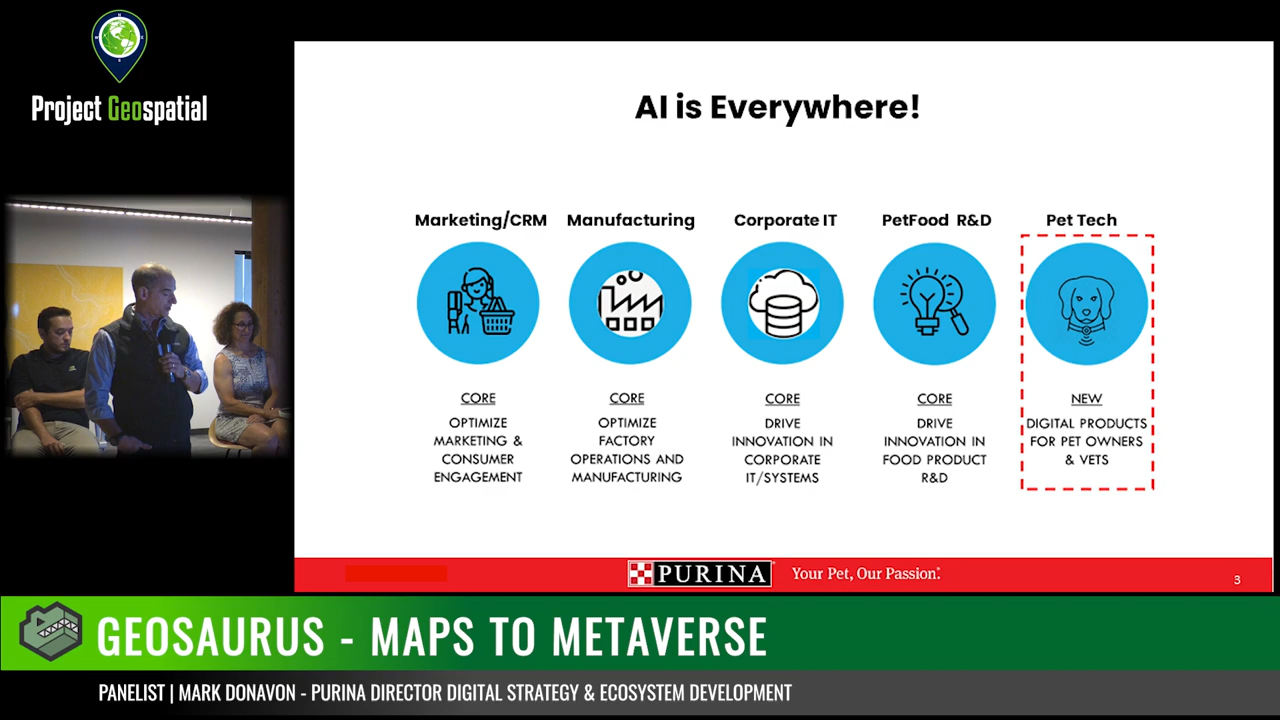 Project Geospatial
AI is Everywhere!
Marketing/CRM
Manufacturing
Corporate IT
PetFood R&D
Pet Tech
CORE
OPTIMIZE
MARKETING &
CONSUMER
ENGAGEMENT
CORE
OPTIMIZE
FACTORY
OPERATIONS AND
MANUFACTURING
CORE
DRIVE
INNOVATION IN
CORPORATE
IT/SYSTEMS
CORE
DRIVE
INNOVATION IN
FOOD PRODUCT
R&D
NEW
DIGITAL PRODUCTS
FOR PET OWNERS
& VETS
PURINA
Your Pet, Our Passion.
3
GEOSAURUS - MAPS TO METAVERSE
PANELIST | MARK DONAVON - PURINA DIRECTOR DIGITAL STRATEGY & ECOSYSTEM DEVELOPMENT